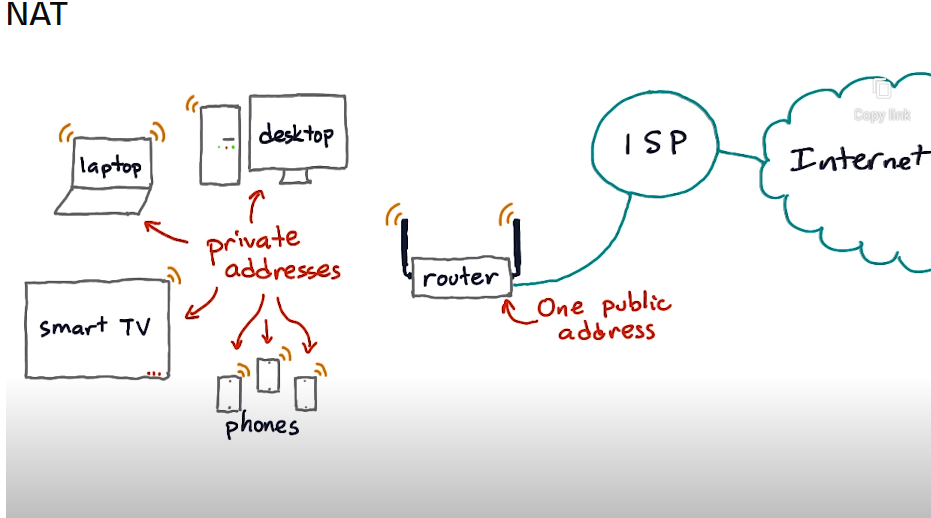 NAT
laptop
desktop
ISP
Copy link
Internet
private
addresses
router
One public
address
smart TV
phones